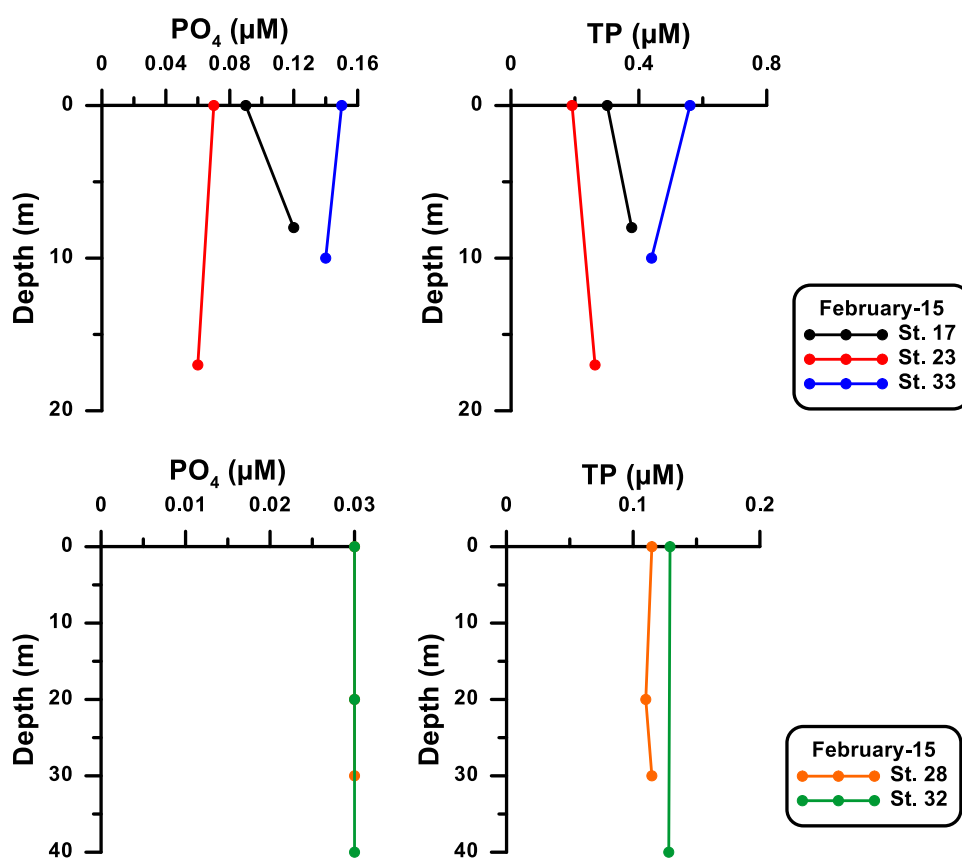 PO4 (µM)
0 0.04 0.08 0.12 0.16
0
10
20
Depth (m)
TP (µM)
0 0.4 0.8
0
10
20
Depth (m)
February-15
St. 17
St. 23
St. 33
PO4 (µM)
0 0.01 0.02 0.03
0
10
20
30
40
Depth (m)
TP (µM)
0 0.1 0.2
0
10
20
30
40
Depth (m)
February-15
St. 28
St. 32